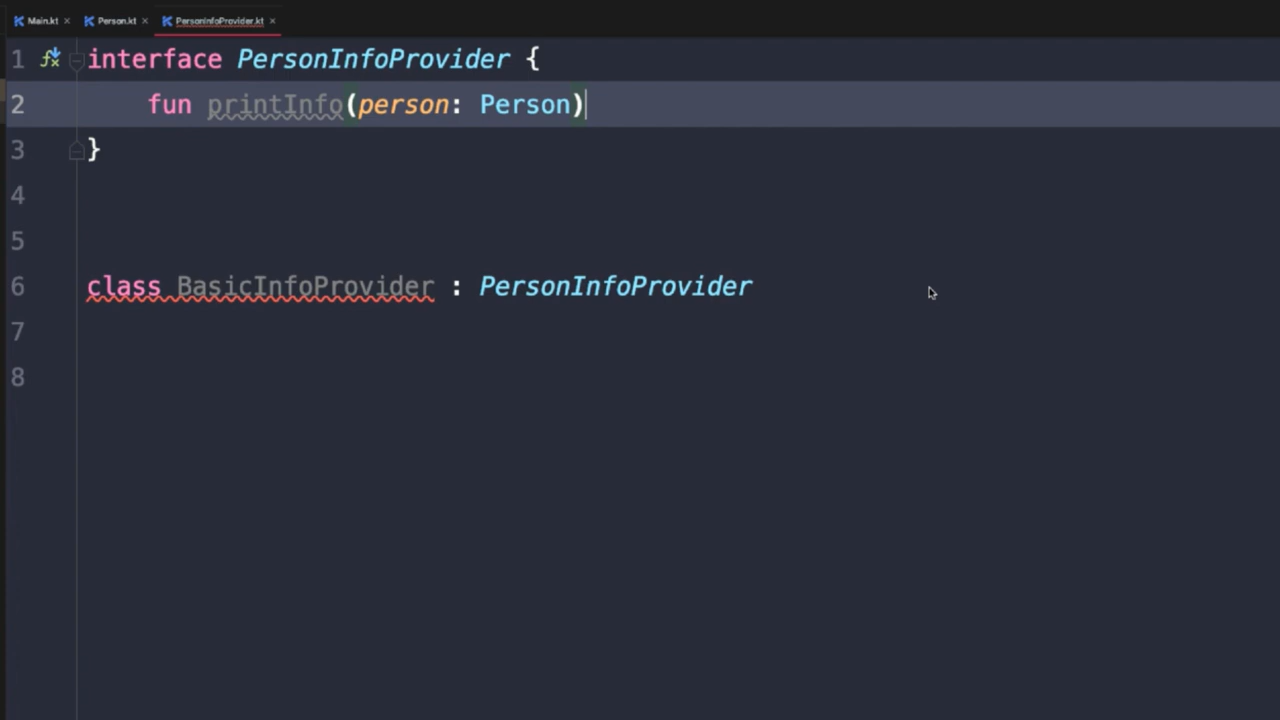 Main.kt × Person.kt × PersonInfoProvider.kt ×
1 interface PersonInfoProvider {
2 fun printInfo(person: Person)
3 }
4
5
6 class BasicInfoProvider : PersonInfoProvider
7
8